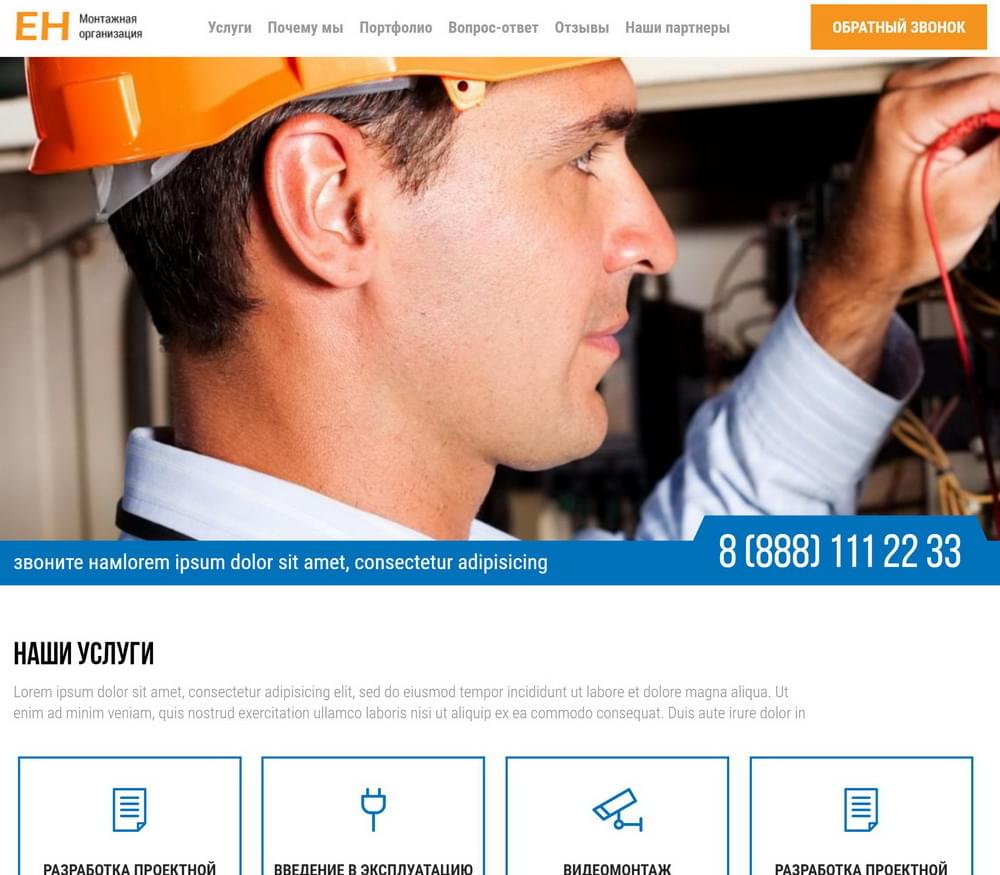 EH Монтажная
организация
Услуги Почему мы Портфолио Вопрос-ответ Отзывы Наши партнеры
ОБРАТНЫЙ ЗВОНОК
звоните намlorem ipsum dolor sit amet, consectetur adipisicing
8 (888) 111 22 33
НАШИ УСЛУГИ
Lorem ipsum dolor sit amet, consectetur adipisicing elit, sed do eiusmod tempor incididunt ut labore et dolore magna aliqua. Ut
enim ad minim veniam, quis nostrud exercitation ullamco laboris nisi ut aliquip ex ea commodo consequat. Duis aute irure dolor in
РАЗРАБОТКА ПРОЕКТНОЙ
ВВЕДЕНИЕ В ЭКСПЛУАТАЦИЮ
ВИДЕОМОНТАЖ
РАЗРАБОТКА ПРОЕКТНОЙ